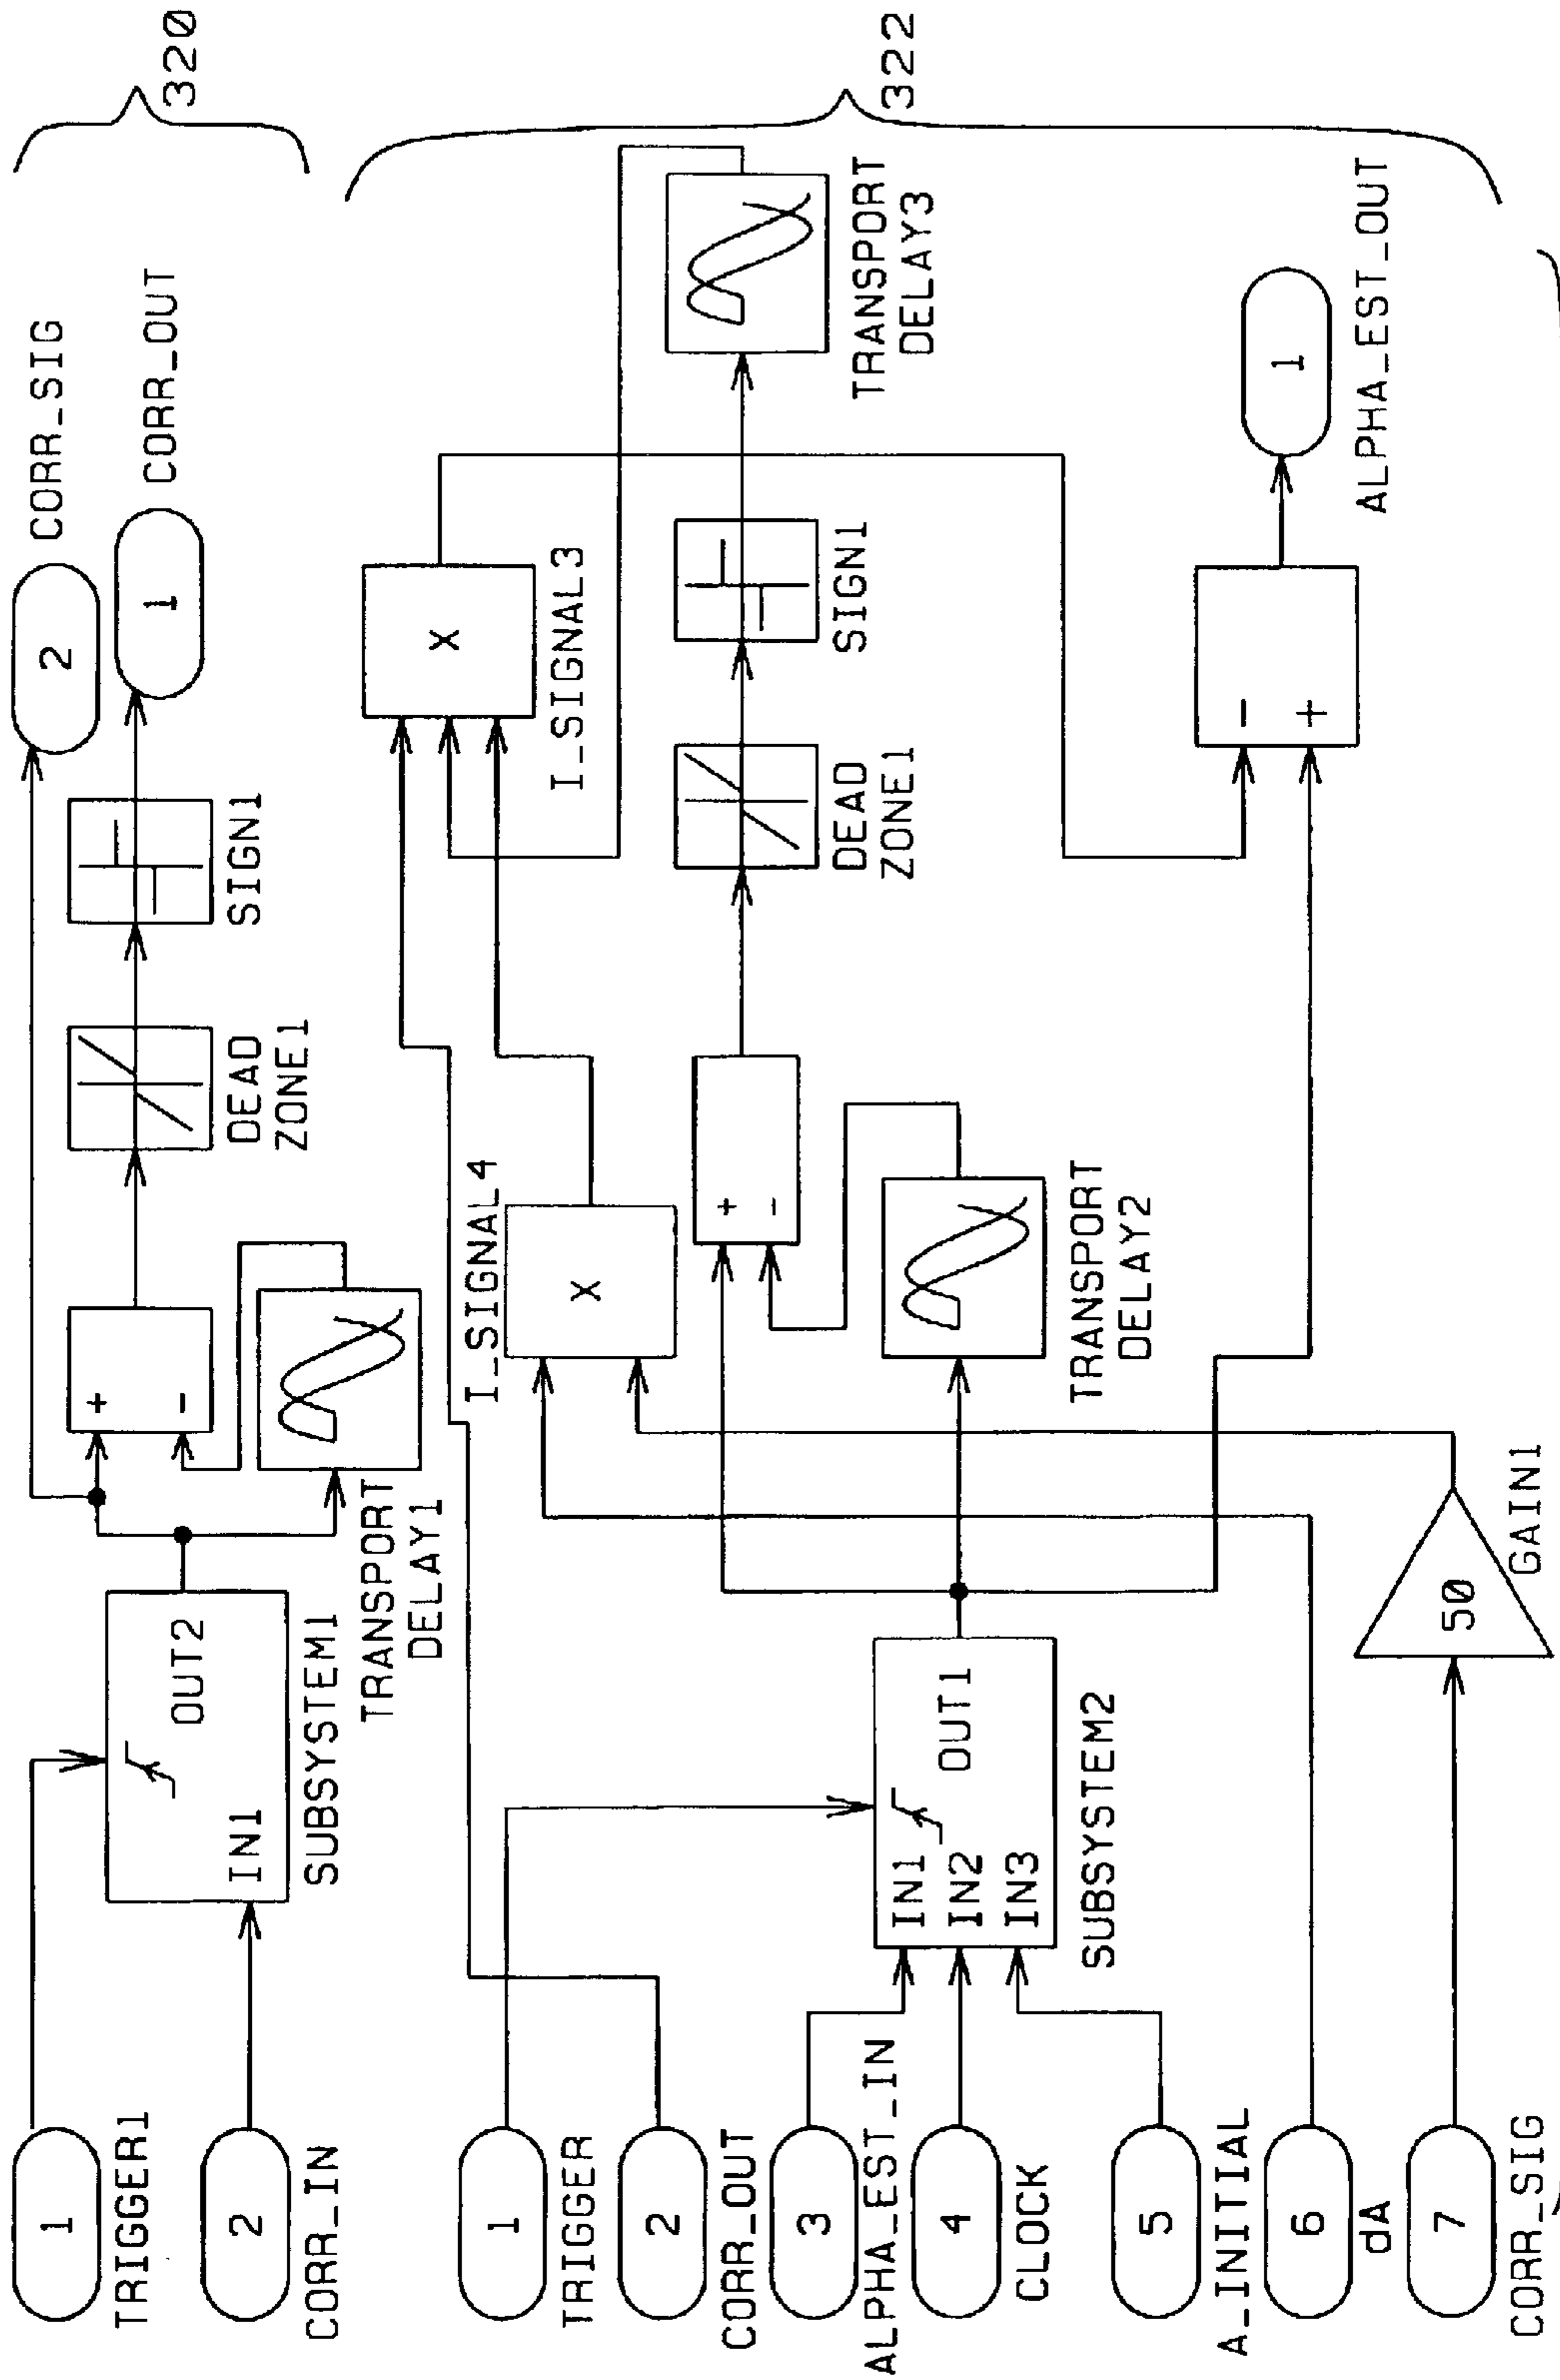 1
TRIGGER1
2
CORR_IN
IN1
OUT2
SUBSYSTEM1
TRANSPORT
DELAY1
+
-
DEAD
ZONE1
SIGN1
2
CORR_SIG
1
CORR_OUT
320
1
TRIGGER
2
CORR_OUT
3
ALPHA_EST_IN
4
CLOCK
5
A_INITIAL
6
dA
7
CORR_SIG
IN1
IN2
IN3
OUT1
SUBSYSTEM2
50
GAIN1
I_SIGNAL4
X
TRANSPORT
DELAY2
+
-
DEAD
ZONE1
SIGN1
I_SIGNAL3
X
TRANSPORT
DELAY3
-
+
1
ALPHA_EST_OUT
322